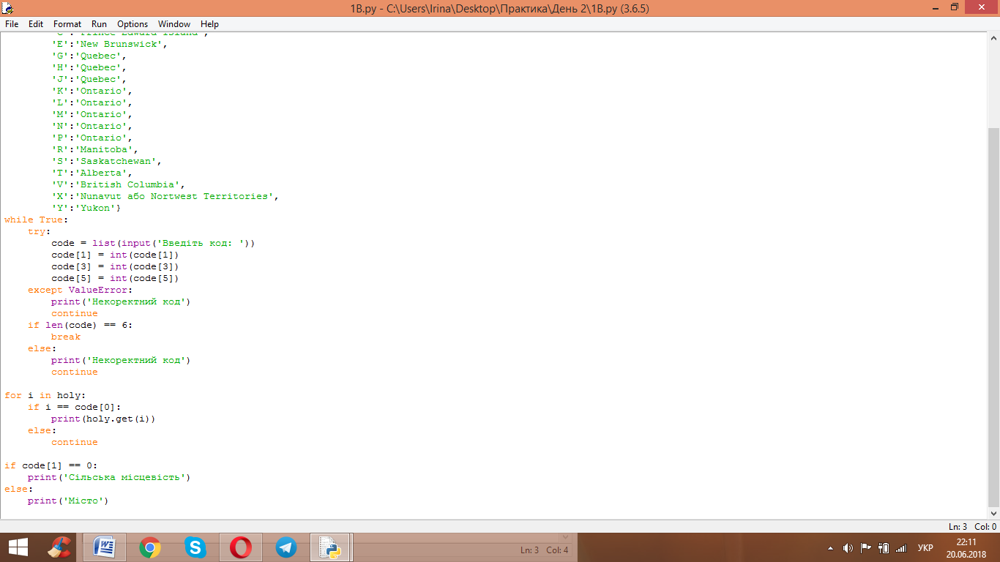 1B.py - C:\Users\Irina\Desktop\Практика\День 2\1B.py (3.6.5)
File Edit Format Run Options Window Help
'C':'Prince Edward Island',
'E':'New Brunswick',
'G':'Quebec',
'H':'Quebec',
'J':'Quebec',
'K':'Ontario',
'L':'Ontario',
'M':'Ontario',
'N':'Ontario',
'P':'Ontario',
'R':'Manitoba',
'S':'Saskatchewan',
'T':'Alberta',
'V':'British Columbia',
'X':'Nunavut або Nortwest Territories',
'Y':'Yukon'}
while True:
try:
code = list(input('Введіть код: '))
code[1] = int(code[1])
code[3] = int(code[3])
code[5] = int(code[5])
except ValueError:
print('Некоректний код')
continue
if len(code) == 6:
break
else:
print('Некоректний код')
continue
for i in holy:
if i == code[0]:
print(holy.get(i))
else:
continue
if code[1] == 0:
print('Сільська місцевість')
else:
print('Місто')
Ln: 3 Col: 0
Ln: 3 Col: 4
УКР
22:11
20.06.2018